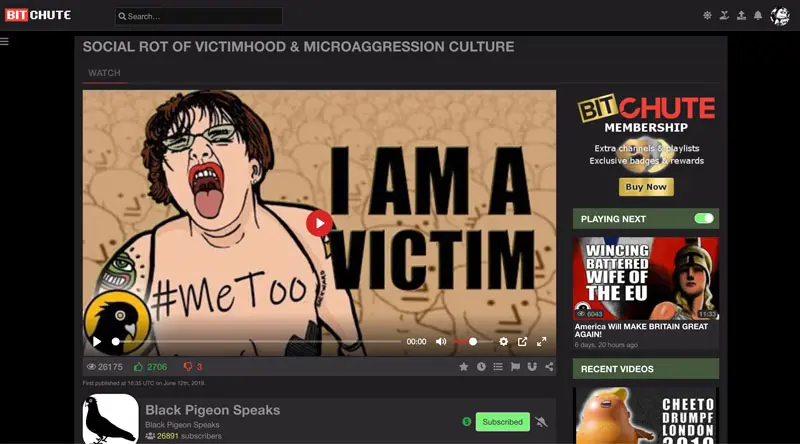 BIT CHUTE
Search...
SOCIAL ROT OF VICTIMHOOD & MICROAGGRESSION CULTURE
WATCH
I AM A
VICTIM
#MeToo
00:00
26175 2706 3
First published at 16:35 UTC on June 12th, 2019.
Black Pigeon Speaks
Black Pigeon Speaks
26891 subscribers
Subscribed
BITCHUTE
MEMBERSHIP
Extra channels & playlists
Exclusive badges & rewards
Buy Now
PLAYING NEXT
WINCING
BATTERED
WIFE OF
THE EU
8043 11:33
America Will MAKE BRITAIN GREAT
AGAIN!
6 days, 20 hours ago
RECENT VIDEOS
CHEETO
DRUMPF
LONDON
2019